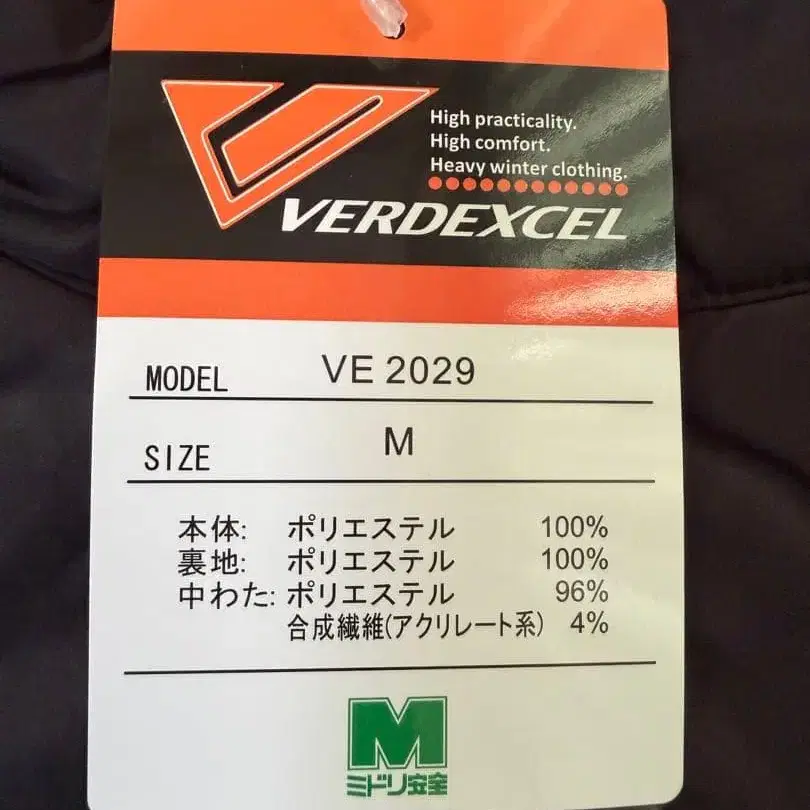 High practicality.
High comfort.
Heavy winter clothing.
VERDEXCEL
MODEL VE 2029
SIZE M
本体: ポリエステル 100%
裏地: ポリエステル 100%
中わた: ポリエステル 96%
合成繊維(アクリレート系) 4%
M
ミドリ安全